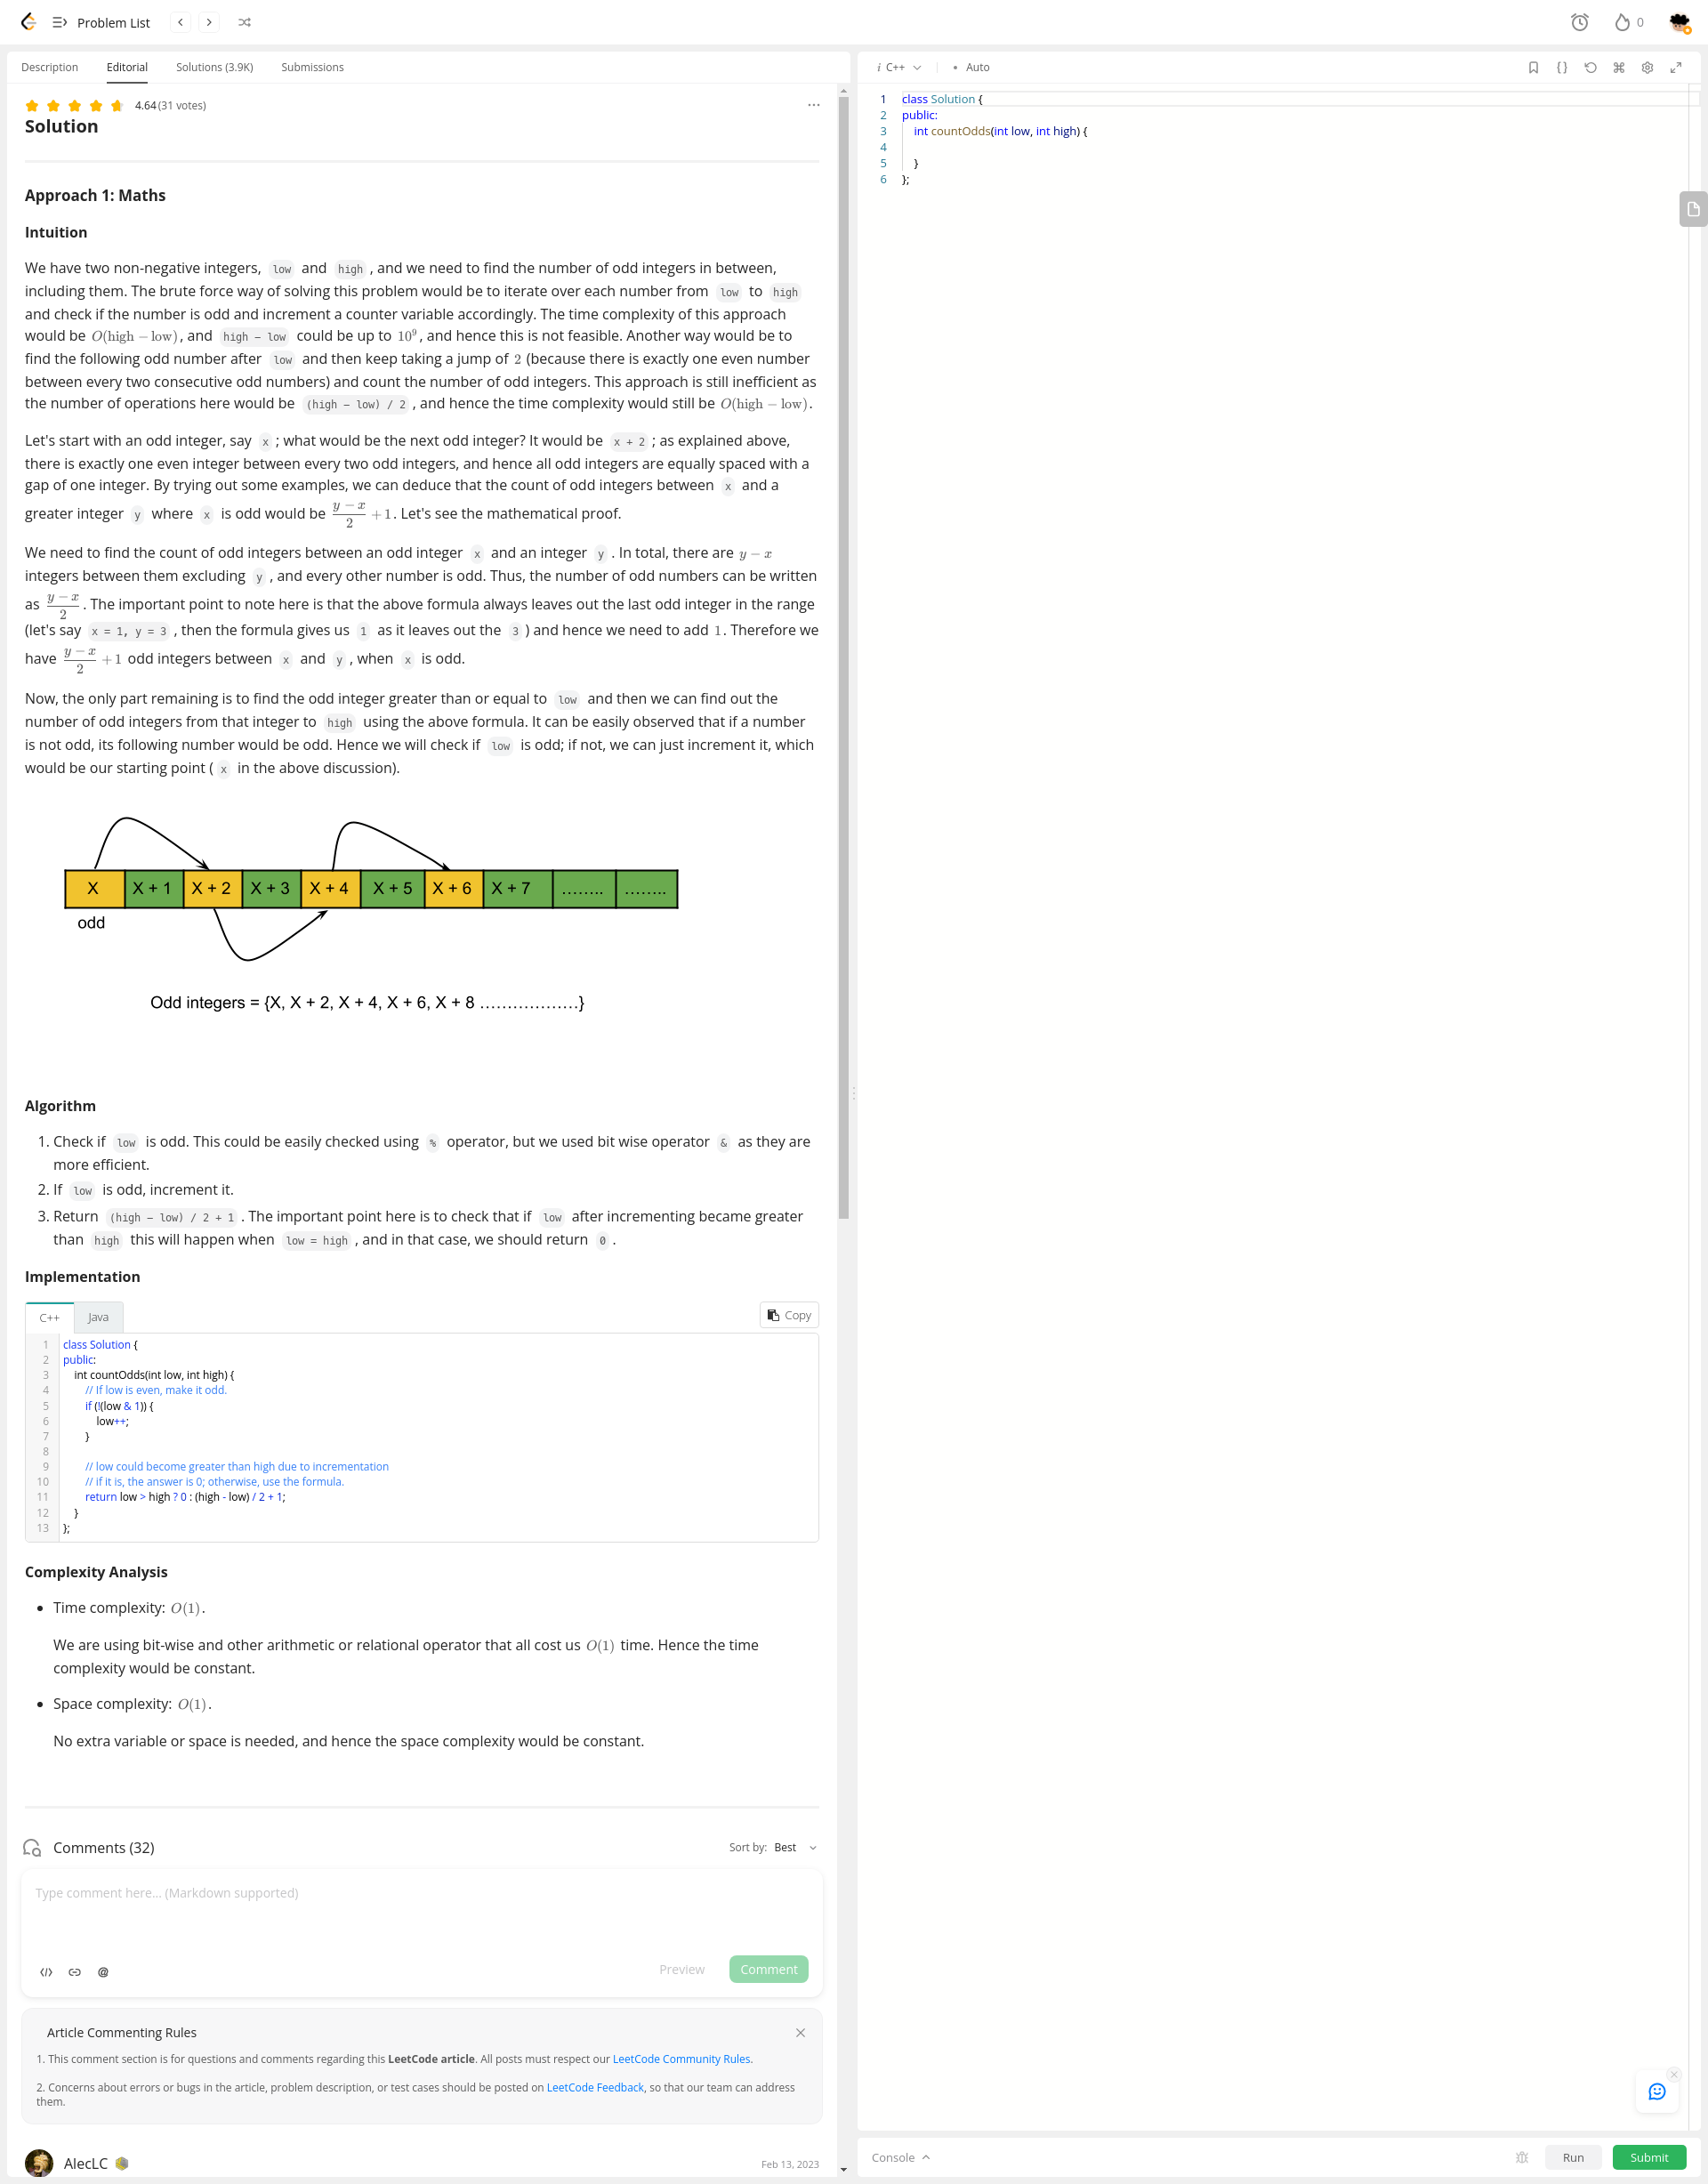 Problem List
0
Description Editorial Solutions (3.9K) Submissions
4.64 (31 votes)
Solution
Approach 1: Maths
Intuition
We have two non-negative integers, low and high , and we need to find the number of odd integers in between,
including them. The brute force way of solving this problem would be to iterate over each number from low to high
and check if the number is odd and increment a counter variable accordingly. The time complexity of this approach
would be O(high − low), and high − low could be up to 10⁹, and hence this is not feasible. Another way would be to
find the following odd number after low and then keep taking a jump of 2 (because there is exactly one even number
between every two consecutive odd numbers) and count the number of odd integers. This approach is still inefficient as
the number of operations here would be (high − low) / 2 , and hence the time complexity would still be O(high − low).
Let's start with an odd integer, say x ; what would be the next odd integer? It would be x + 2 ; as explained above,
there is exactly one even integer between every two odd integers, and hence all odd integers are equally spaced with a
gap of one integer. By trying out some examples, we can deduce that the count of odd integers between x and a
greater integer y where x is odd would be (y − x)/2 + 1. Let's see the mathematical proof.
We need to find the count of odd integers between an odd integer x and an integer y . In total, there are y − x
integers between them excluding y , and every other number is odd. Thus, the number of odd numbers can be written
as (y − x)/2. The important point to note here is that the above formula always leaves out the last odd integer in the range
(let's say x = 1, y = 3 , then the formula gives us 1 as it leaves out the 3 ) and hence we need to add 1. Therefore we
have (y − x)/2 + 1 odd integers between x and y , when x is odd.
Now, the only part remaining is to find the odd integer greater than or equal to low and then we can find out the
number of odd integers from that integer to high using the above formula. It can be easily observed that if a number
is not odd, its following number would be odd. Hence we will check if low is odd; if not, we can just increment it, which
would be our starting point ( x in the above discussion).
X X + 1 X + 2 X + 3 X + 4 X + 5 X + 6 X + 7 …….. ……..
odd
Odd integers = {X, X + 2, X + 4, X + 6, X + 8 ………………}
Algorithm
1. Check if low is odd. This could be easily checked using % operator, but we used bit wise operator & as they are
more efficient.
2. If low is odd, increment it.
3. Return (high − low) / 2 + 1 . The important point here is to check that if low after incrementing became greater
than high this will happen when low = high , and in that case, we should return 0 .
Implementation
C++ Java Copy
1 class Solution {
2 public:
3 int countOdds(int low, int high) {
4 // If low is even, make it odd.
5 if (!(low & 1)) {
6 low++;
7 }
8
9 // low could become greater than high due to incrementation
10 // if it is, the answer is 0; otherwise, use the formula.
11 return low > high ? 0 : (high - low) / 2 + 1;
12 }
13 };
Complexity Analysis
• Time complexity: O(1).
We are using bit-wise and other arithmetic or relational operator that all cost us O(1) time. Hence the time
complexity would be constant.
• Space complexity: O(1).
No extra variable or space is needed, and hence the space complexity would be constant.
Comments (32) Sort by: Best
Type comment here... (Markdown supported)
@ Preview Comment
Article Commenting Rules
1. This comment section is for questions and comments regarding this LeetCode article. All posts must respect our LeetCode Community Rules.
2. Concerns about errors or bugs in the article, problem description, or test cases should be posted on LeetCode Feedback, so that our team can address
them.
AlecLC Feb 13, 2023
i C++ • Auto
1 class Solution {
2 public:
3 int countOdds(int low, int high) {
4
5 }
6 };
Console Run Submit